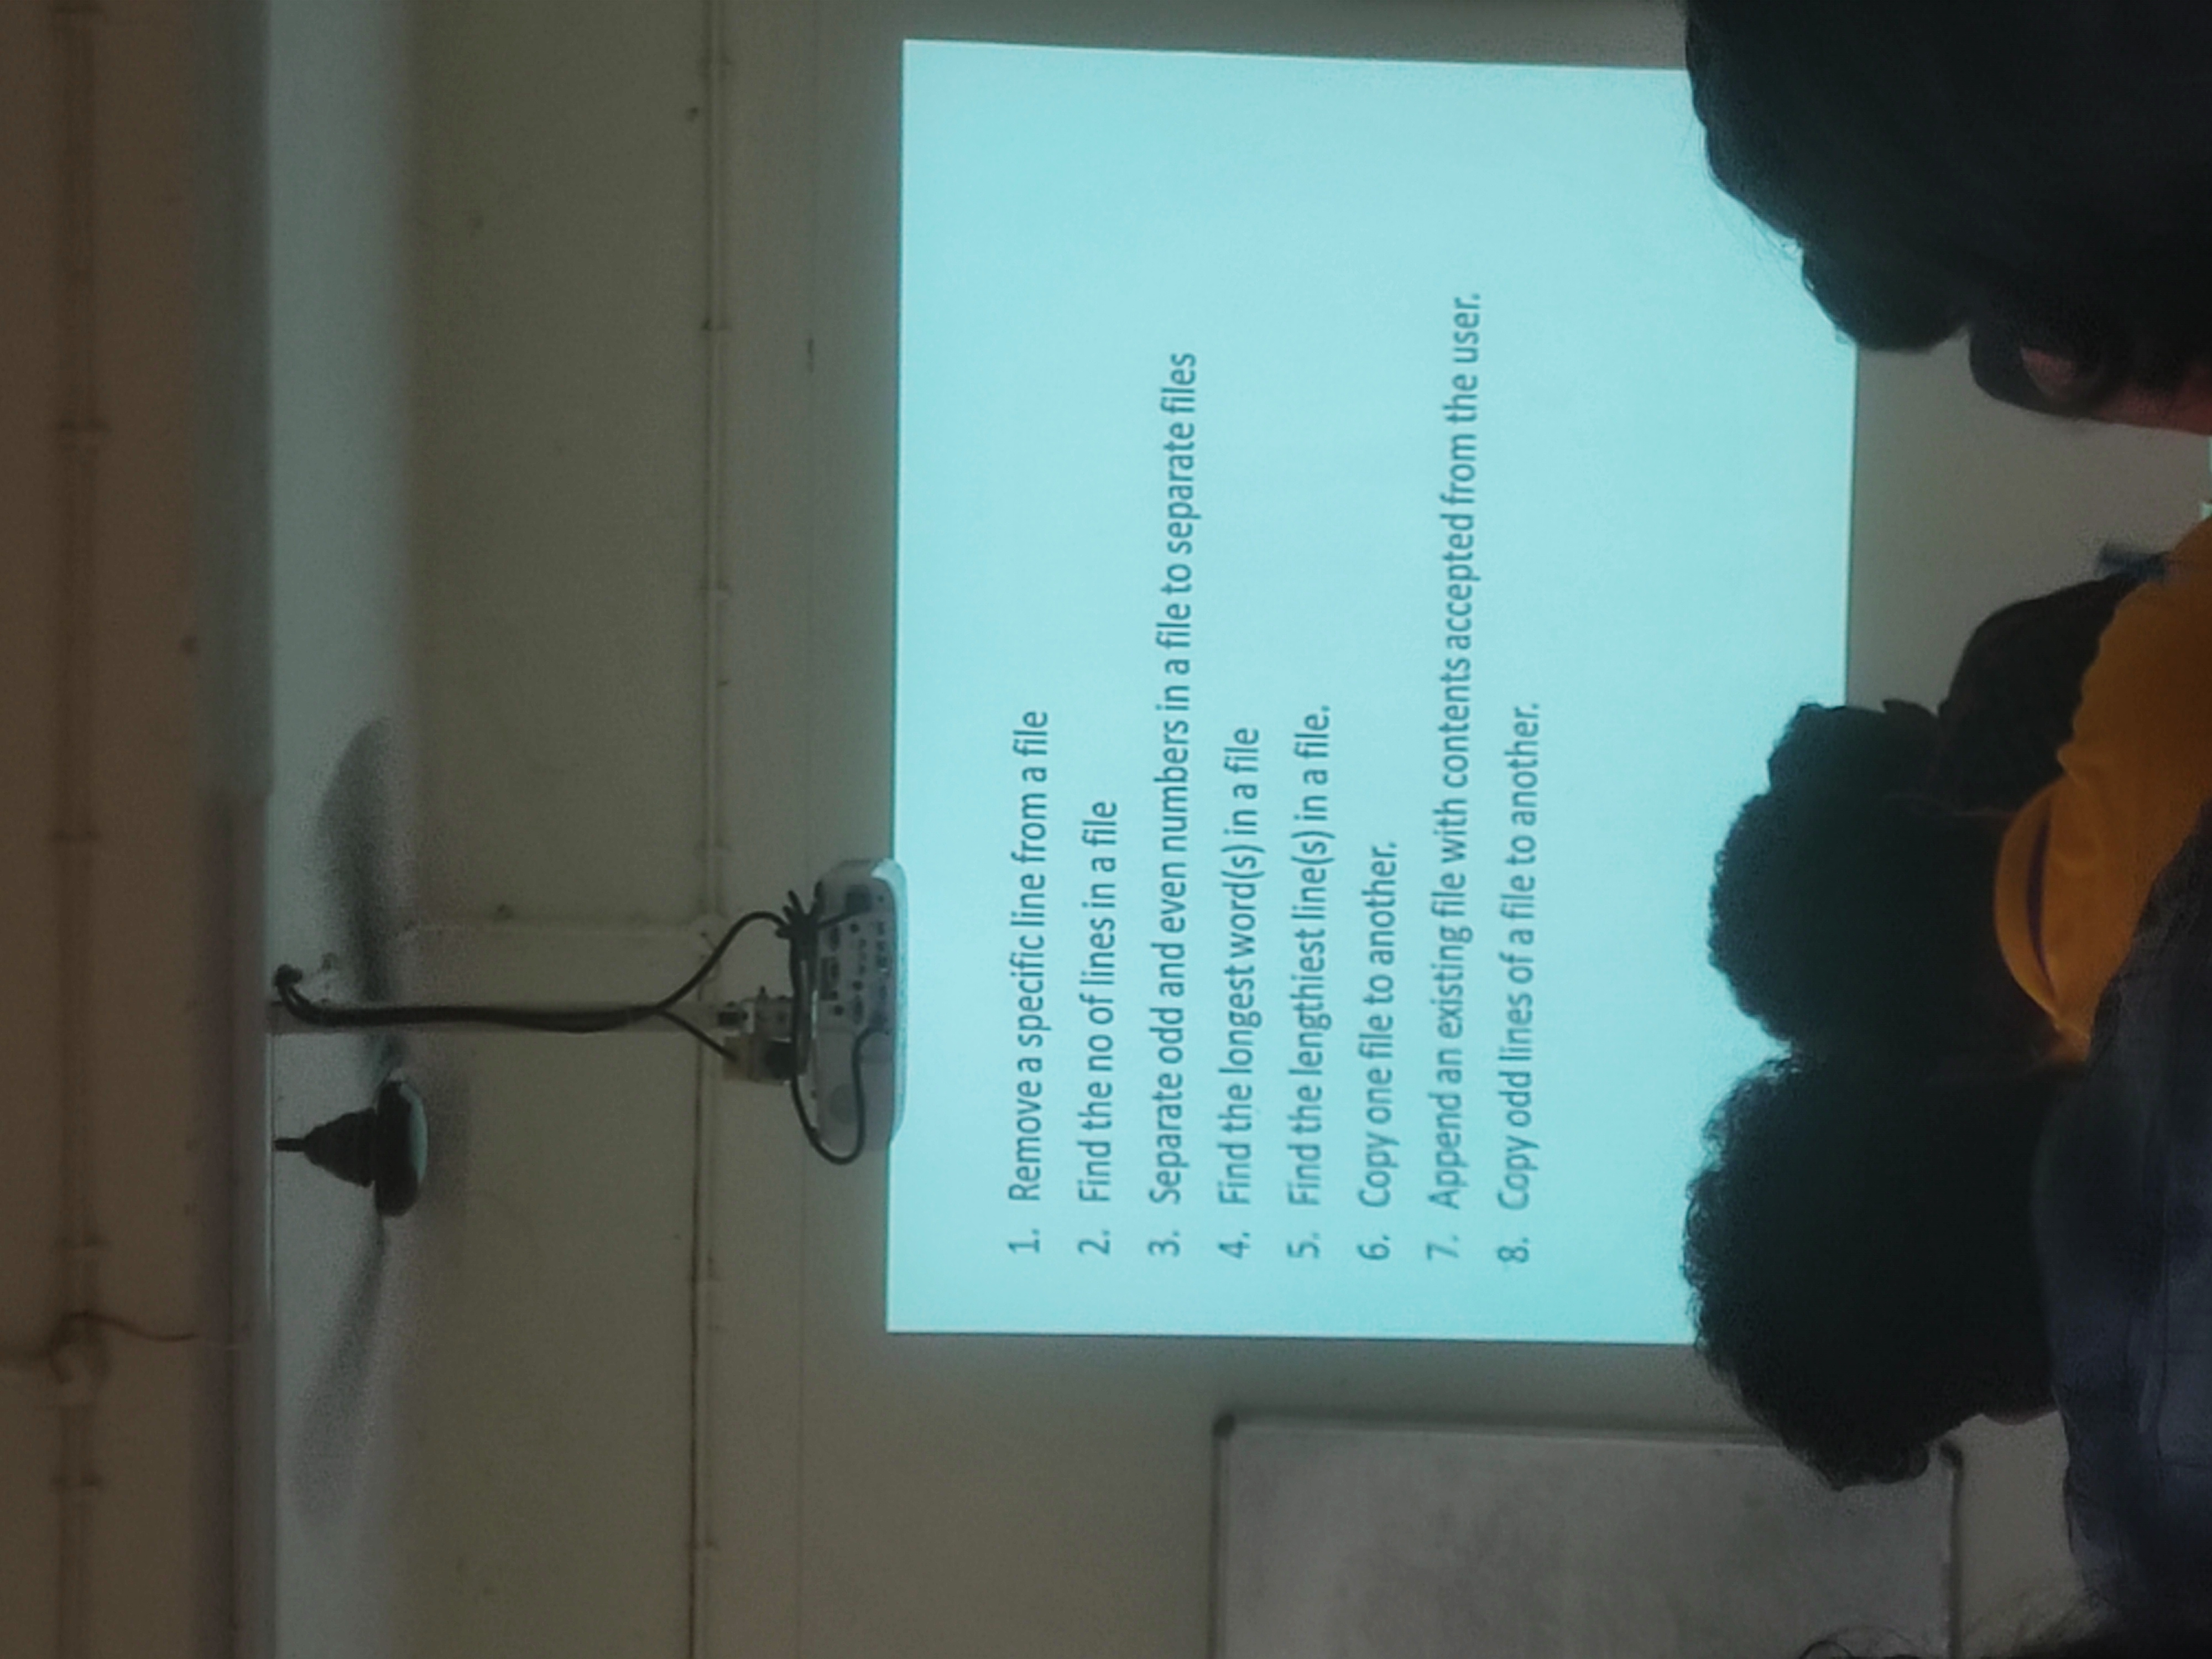 1. Remove a specific line from a file
2. Find the no of lines in a file
3. Separate odd and even numbers in a file to separate files
4. Find the longest word(s) in a file
5. Find the lengthiest line(s) in a file.
6. Copy one file to another.
7. Append an existing file with contents accepted from the user.
8. Copy odd lines of a file to another.